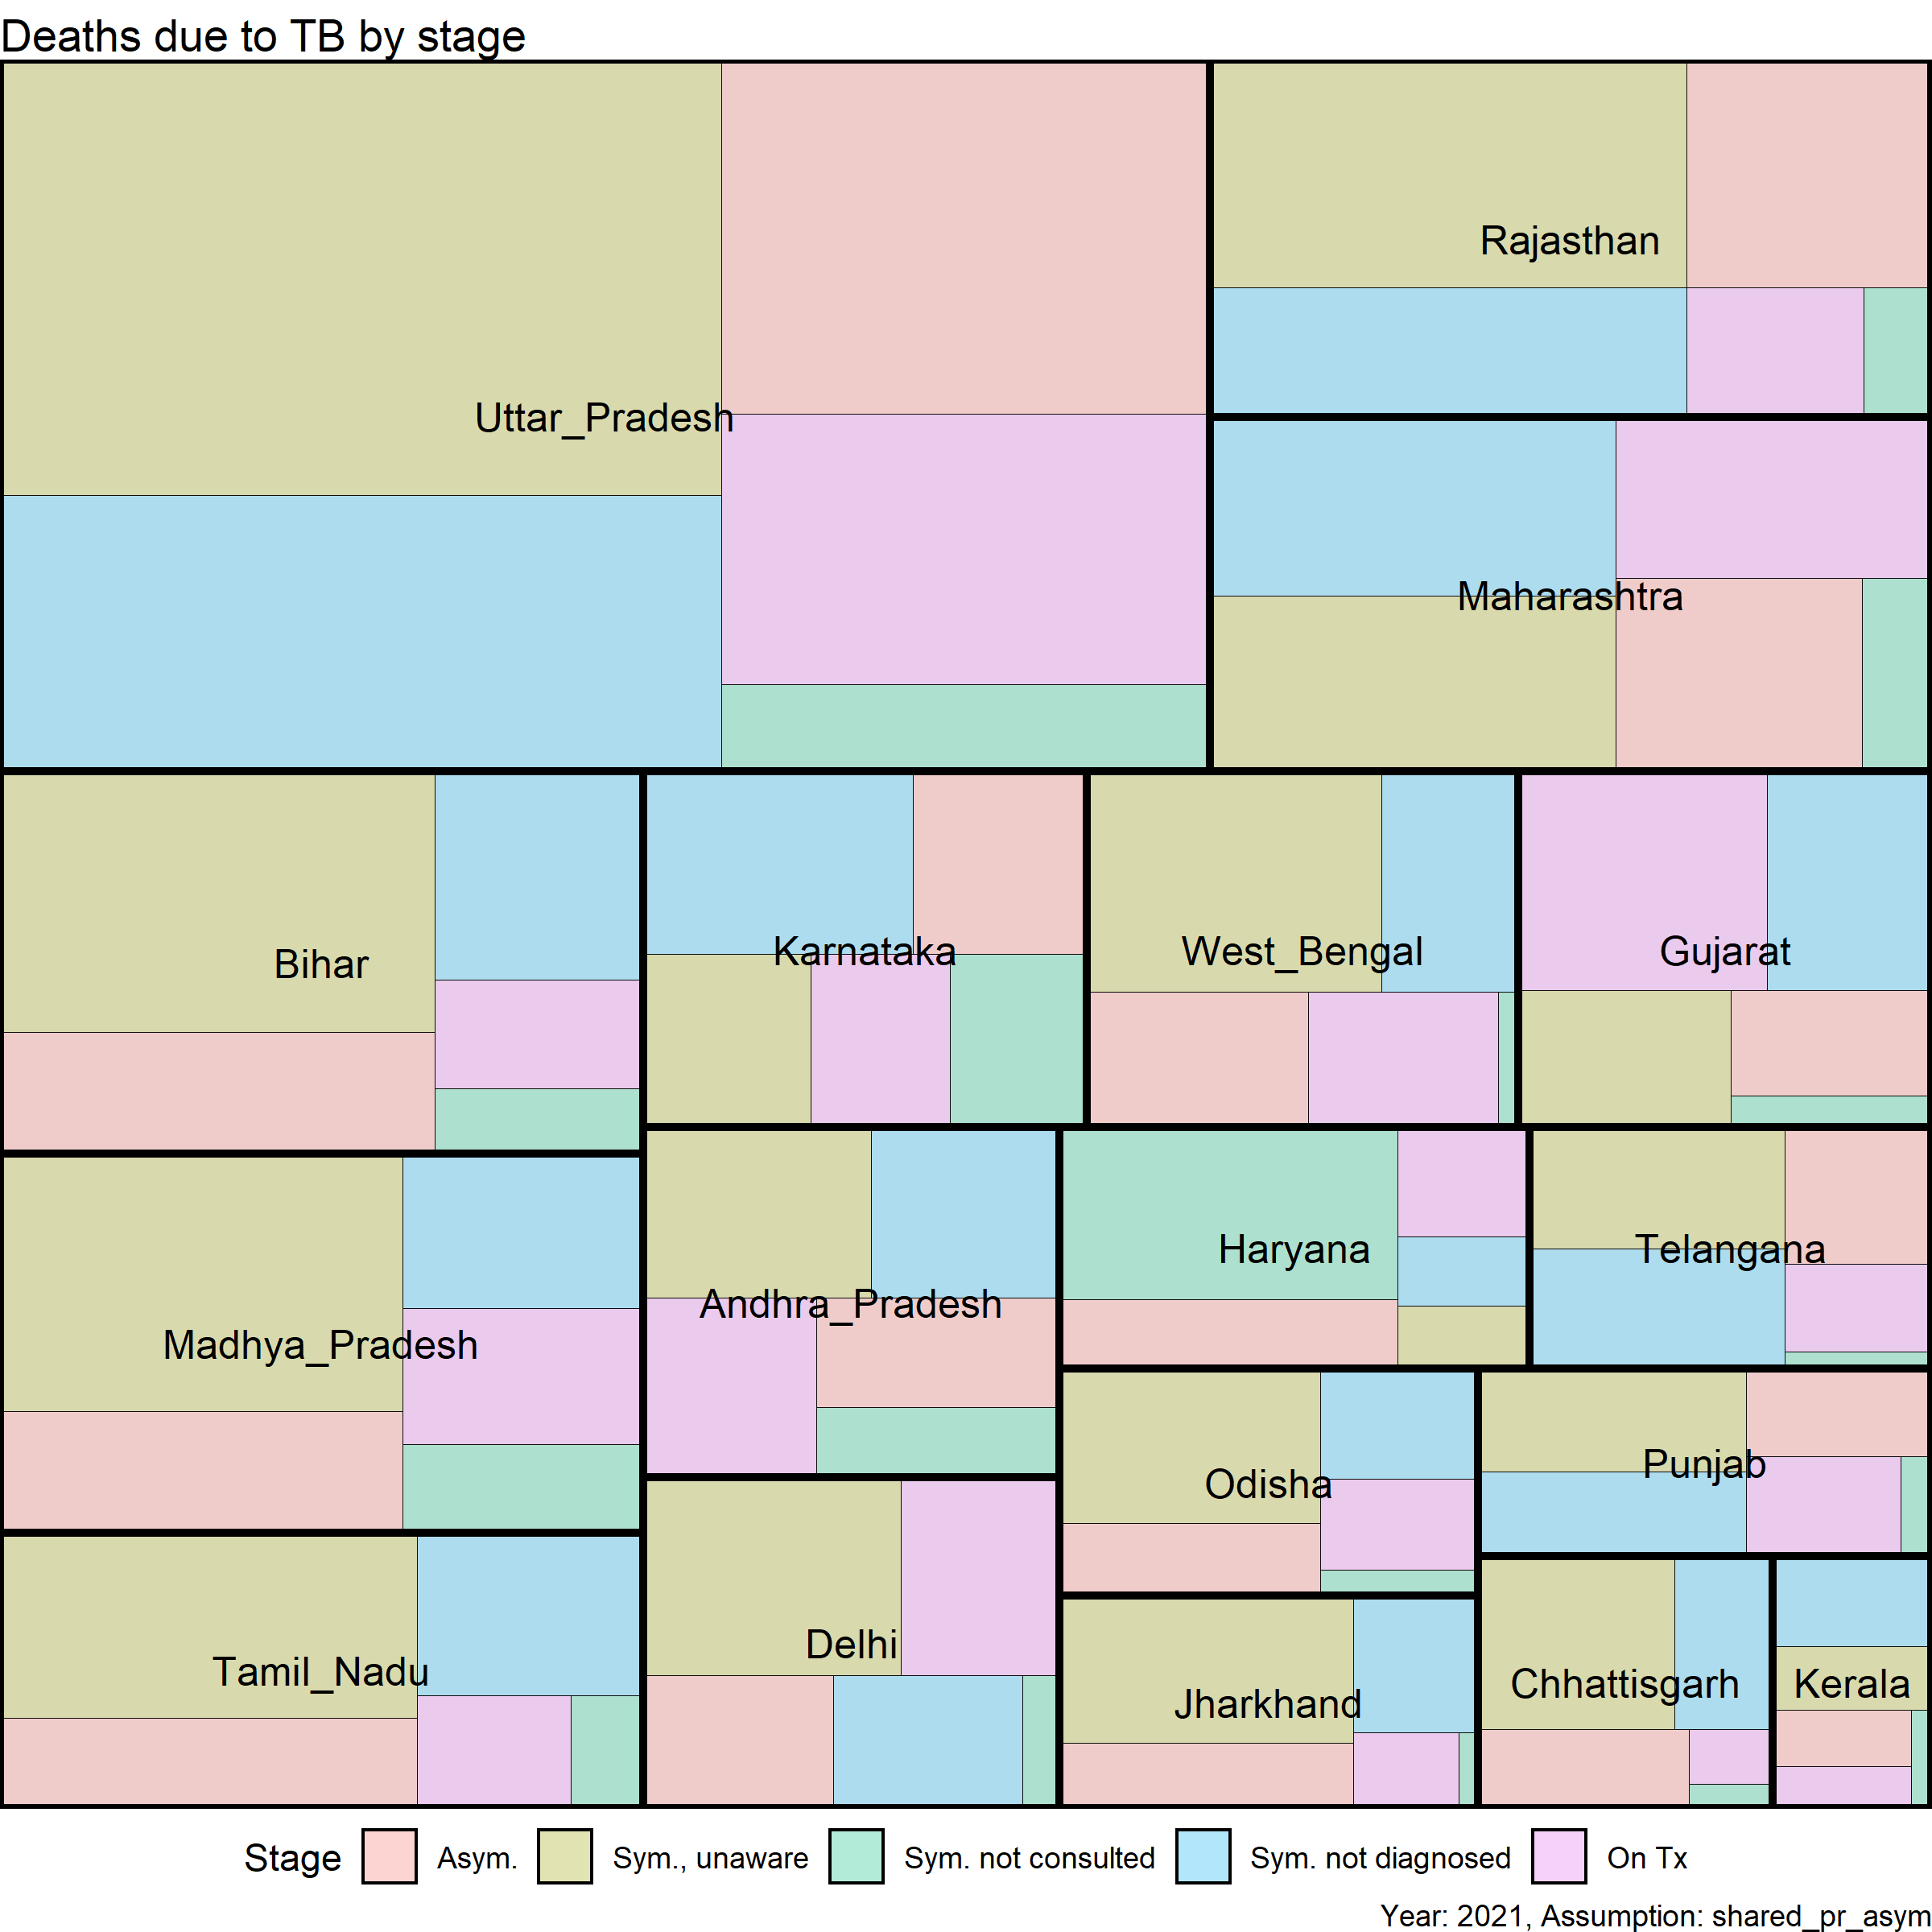 Deaths due to TB by stage
Rajasthan
Uttar_Pradesh
Maharashtra
Bihar
Karnataka
West_Bengal
Gujarat
Madhya_Pradesh
Andhra_Pradesh
Haryana
Telangana
Odisha
Punjab
Tamil_Nadu
Delhi
Jharkhand
Chhattisgarh
Kerala
Stage Asym. Sym., unaware Sym. not consulted Sym. not diagnosed On Tx
Year: 2021, Assumption: shared_pr_asym